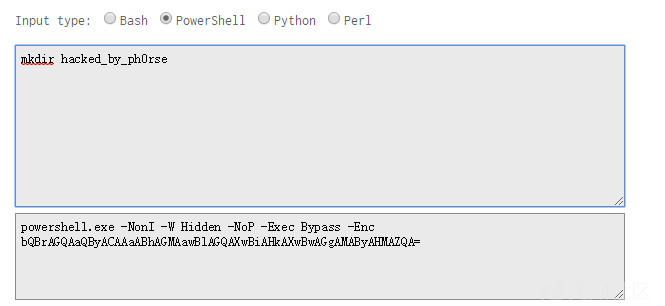 Input type: Bash PowerShell Python Perl
mkdir hacked_by_ph0rse
powershell.exe -NonI -W Hidden -NoP -Exec Bypass -Enc
bQBrAGQAaQByACAAaABhAGMAawBlAGQAXwBiAHkAXwBwAGgAMAByAHMAZQA=